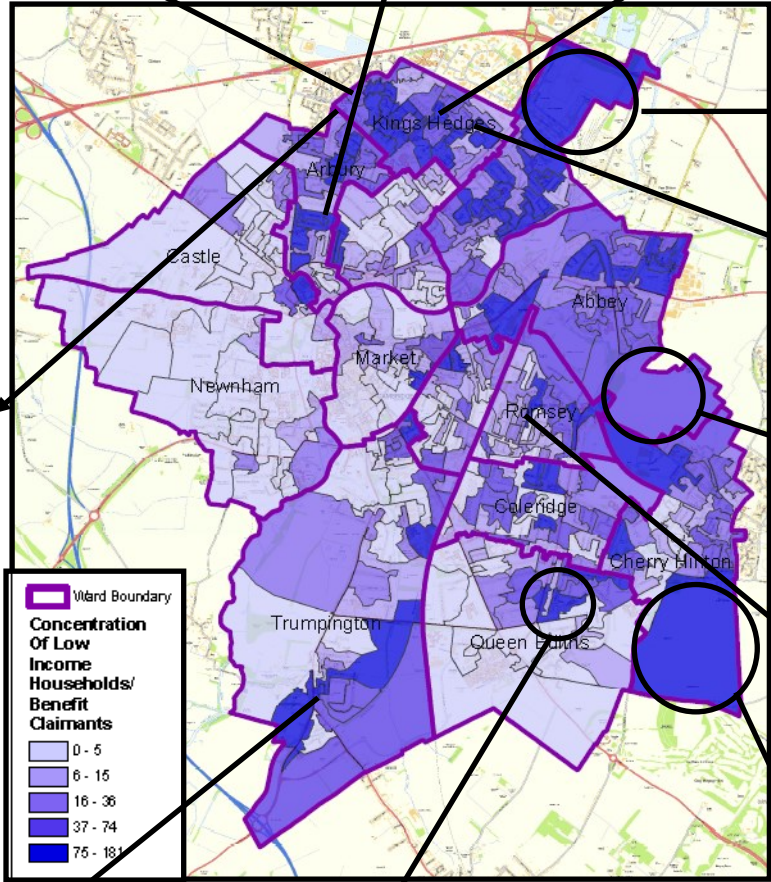 Kings Hedges
Arbury
Castle
Abbey
Market
Newnham
Romsey
Coleridge
Cherry Hinton
Trumpington
Queen Ediths
Ward Boundary
Concentration
Of Low
Income
Households/
Benefit
Claimants
0 - 5
6 - 15
16 - 36
37 - 74
75 - 181